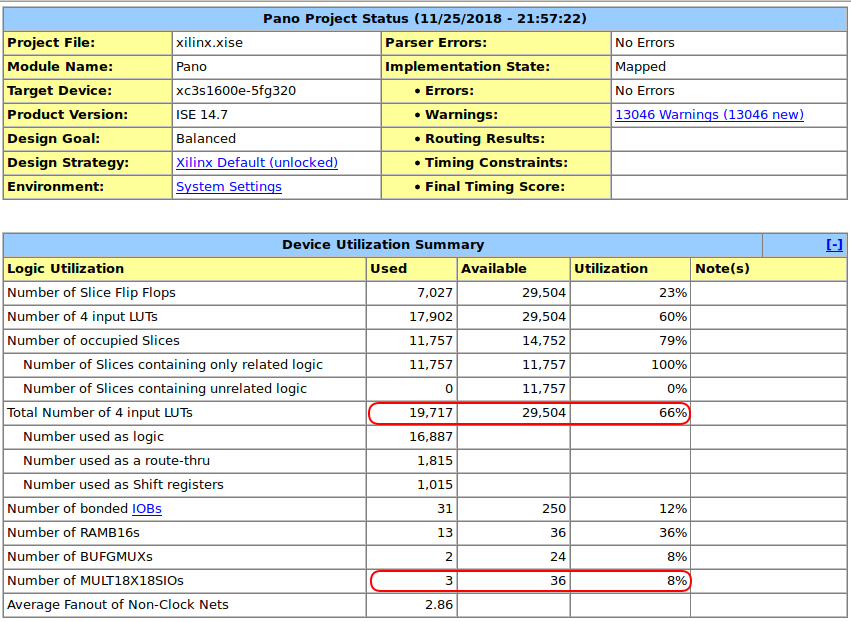 Pano Project Status (11/25/2018 - 21:57:22)
Project File: xilinx.xise Parser Errors: No Errors
Module Name: Pano Implementation State: Mapped
Target Device: xc3s1600e-5fg320 • Errors: No Errors
Product Version: ISE 14.7 • Warnings: 13046 Warnings (13046 new)
Design Goal: Balanced • Routing Results:
Design Strategy: Xilinx Default (unlocked) • Timing Constraints:
Environment: System Settings • Final Timing Score:
Device Utilization Summary [-]
Logic Utilization Used Available Utilization Note(s)
Number of Slice Flip Flops 7,027 29,504 23%
Number of 4 input LUTs 17,902 29,504 60%
Number of occupied Slices 11,757 14,752 79%
Number of Slices containing only related logic 11,757 11,757 100%
Number of Slices containing unrelated logic 0 11,757 0%
Total Number of 4 input LUTs 19,717 29,504 66%
Number used as logic 16,887
Number used as a route-thru 1,815
Number used as Shift registers 1,015
Number of bonded IOBs 31 250 12%
Number of RAMB16s 13 36 36%
Number of BUFGMUXs 2 24 8%
Number of MULT18X18SIOs 3 36 8%
Average Fanout of Non-Clock Nets 2.86